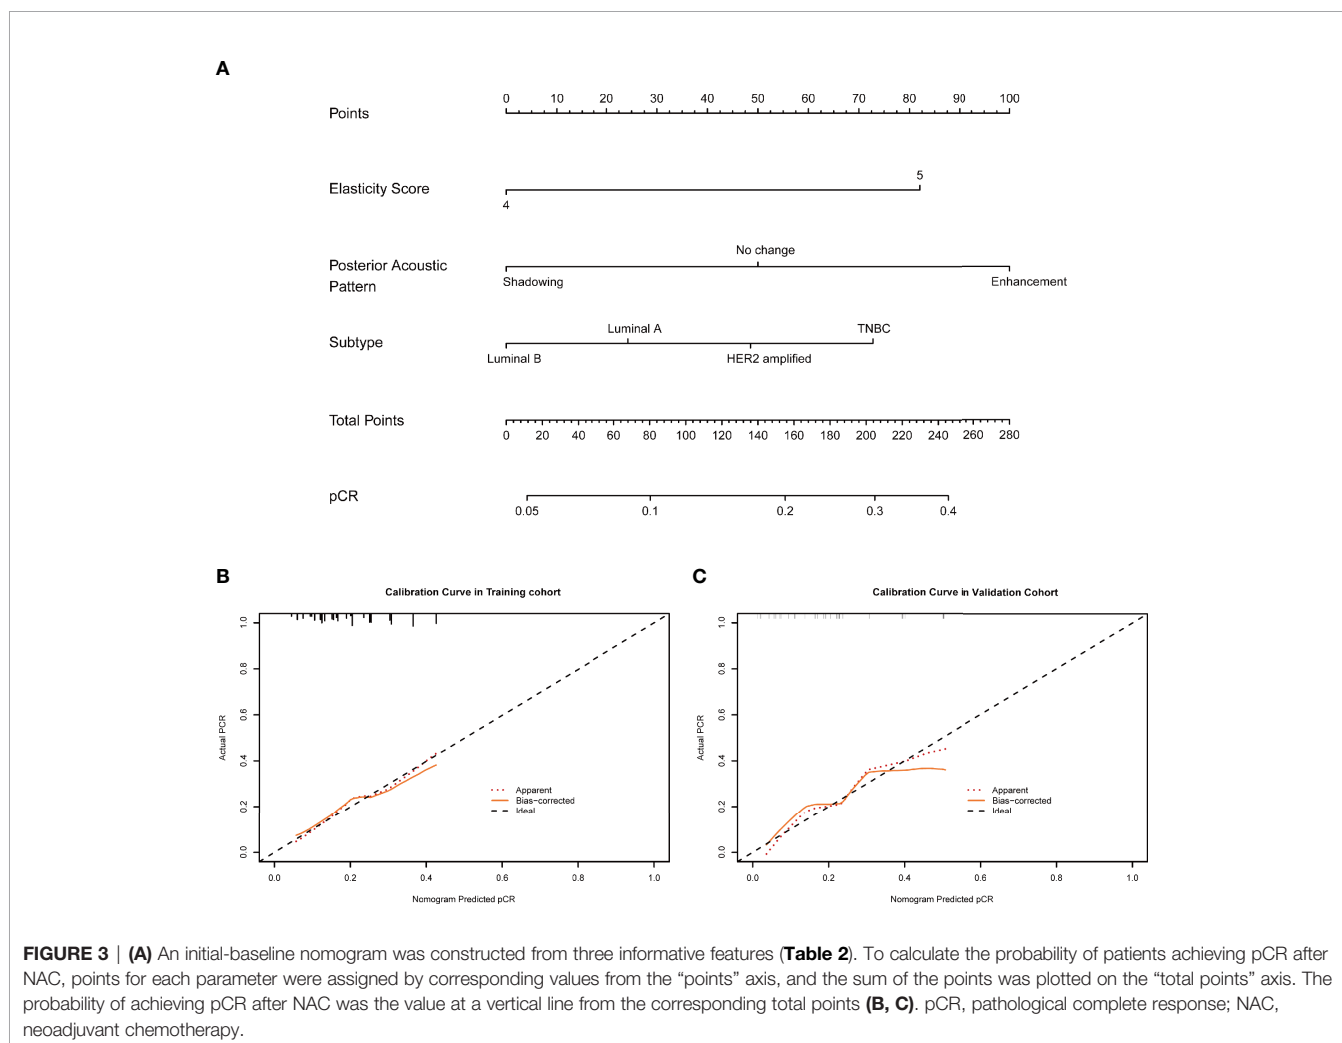 A
Points
0 10 20 30 40 50 60 70 80 90 100
Elasticity Score
5
4
No change
Posterior Acoustic
Pattern
Shadowing Enhancement
Luminal A TNBC
Subtype
Luminal B HER2 amplified
Total Points
0 20 40 60 80 100 120 140 160 180 200 220 240 260 280
pCR
0.05 0.1 0.2 0.3 0.4
B
Calibration Curve in Training cohort
1.0
0.8
0.6
0.4
0.2
0.0
Actual PCR
Apparent
Bias-corrected
Ideal
0.0 0.2 0.4 0.6 0.8 1.0
Nomogram Predicted pCR
C
Calibration Curve in Validation Cohort
1.0
0.8
0.6
0.4
0.2
0.0
Actual PCR
Apparent
Bias-corrected
Ideal
0.0 0.2 0.4 0.6 0.8 1.0
Nomogram Predicted pCR
FIGURE 3 | (A) An initial-baseline nomogram was constructed from three informative features (Table 2). To calculate the probability of patients achieving pCR after
NAC, points for each parameter were assigned by corresponding values from the “points” axis, and the sum of the points was plotted on the “total points” axis. The
probability of achieving pCR after NAC was the value at a vertical line from the corresponding total points (B, C). pCR, pathological complete response; NAC,
neoadjuvant chemotherapy.